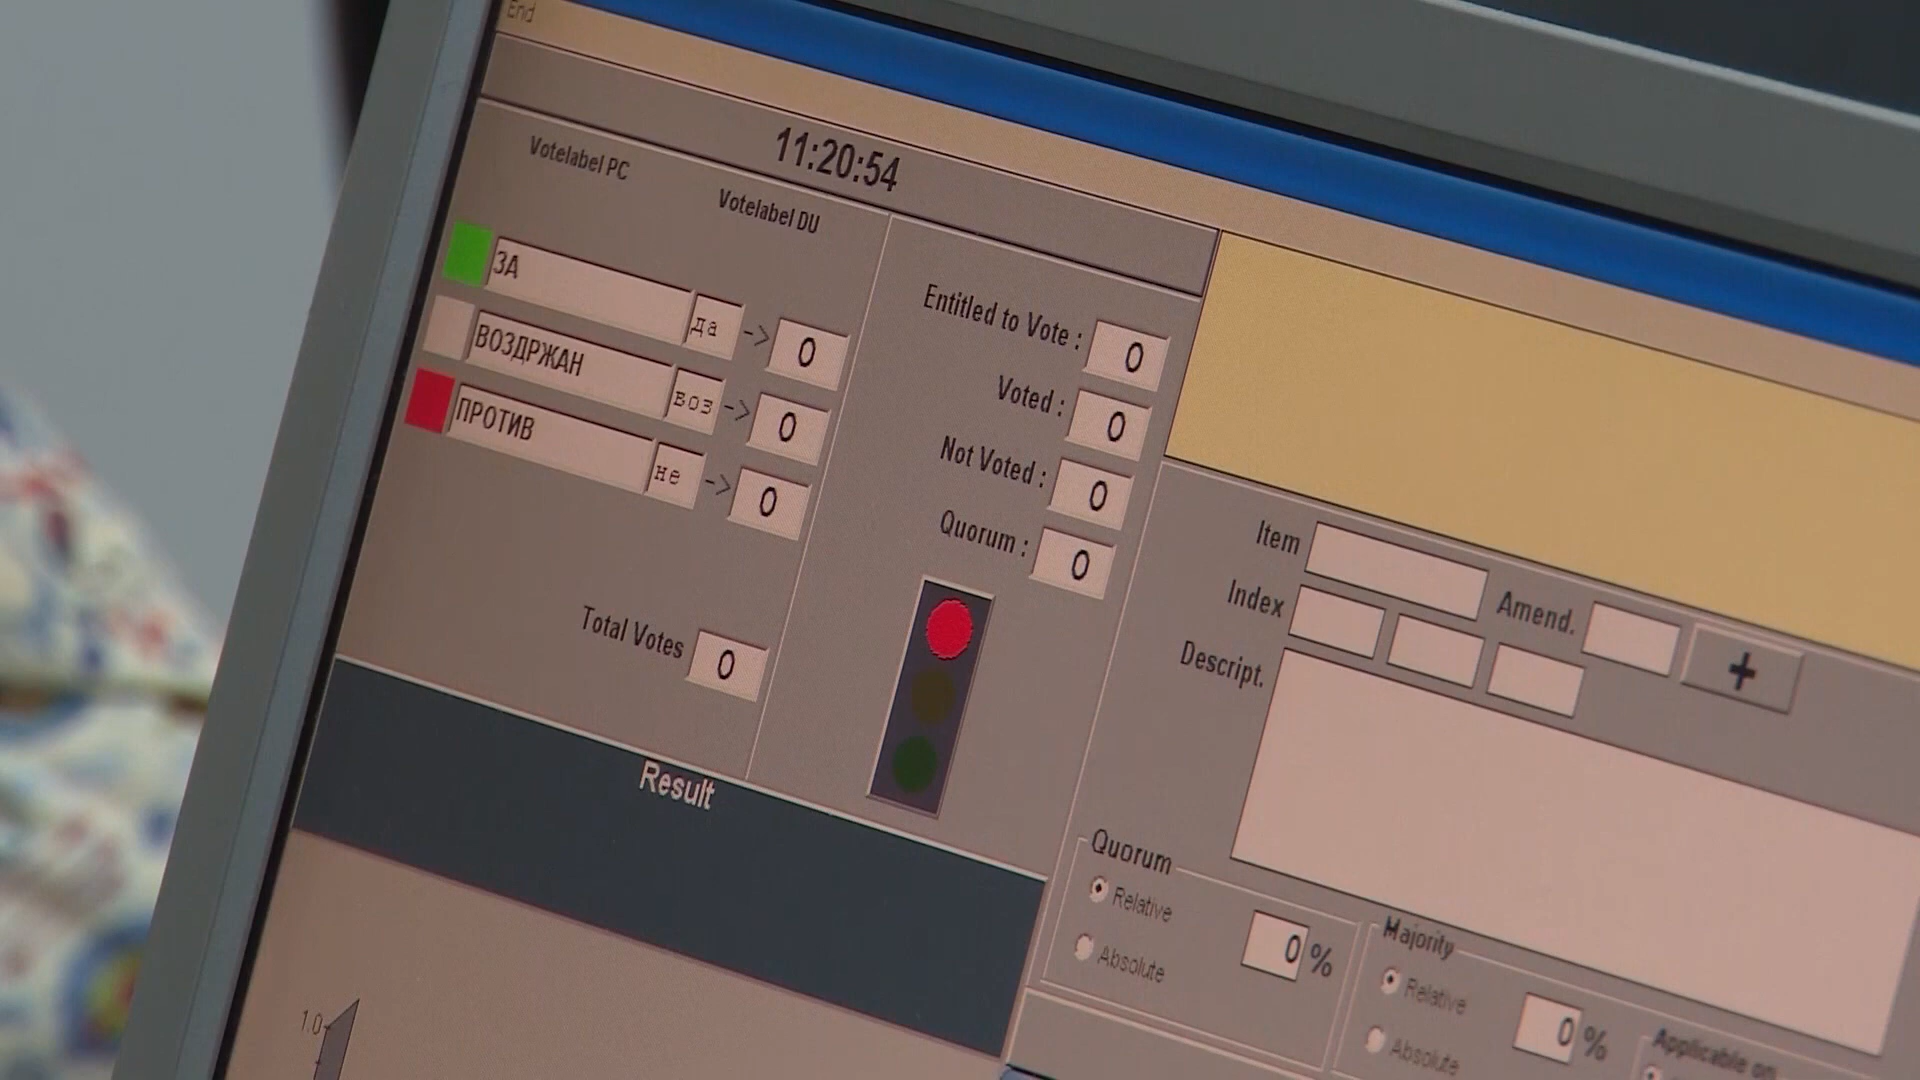 End
11:20:54
Votelabel PC
Votelabel DU
ЗА да -> 0
ВОЗДРЖАН воз -> 0
ПРОТИВ не -> 0
Total Votes 0
Entitled to Vote : 0
Voted : 0
Not Voted : 0
Quorum : 0
Item
Index
Amend.
+
Descript.
Result
Quorum
Relative
Absolute
0 %
Majority
Relative
Absolute
0 %
Applicable on
1.0